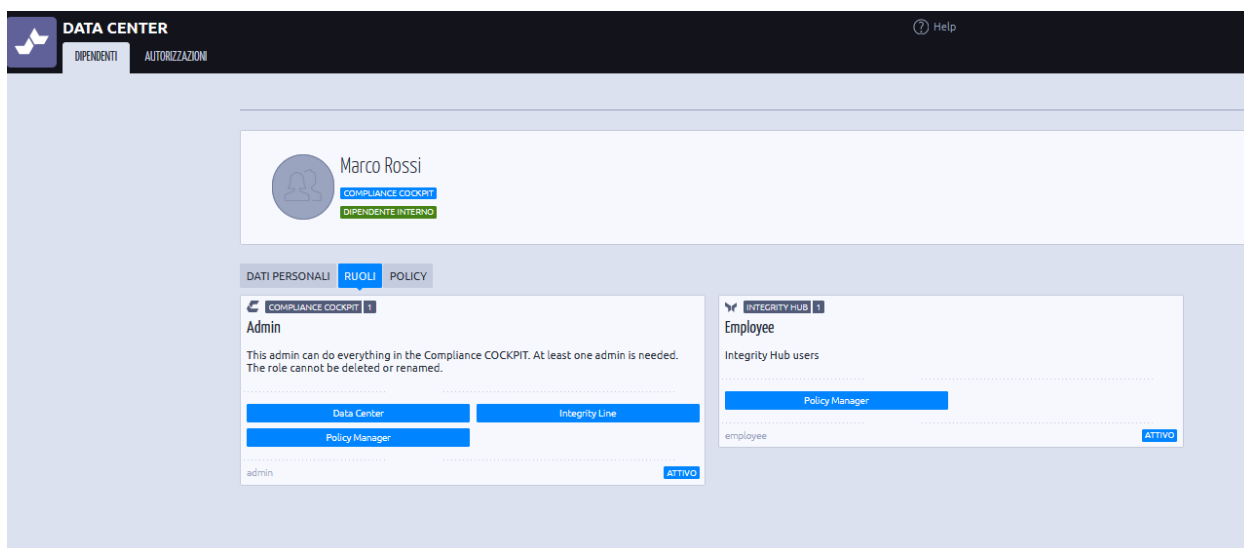 DATA CENTER
Help
DIPENDENTI AUTORIZZAZIONI
Marco Rossi
COMPLIANCE COCKPIT
DIPENDENTE INTERNO
DATI PERSONALI RUOLI POLICY
COMPLIANCE COCKPIT 1
Admin
This admin can do everything in the Compliance COCKPIT. At least one admin is needed.
The role cannot be deleted or renamed.
Data Center Integrity Line
Policy Manager
admin ATTIVO
INTEGRITY HUB 1
Employee
Integrity Hub users
Policy Manager
employee ATTIVO